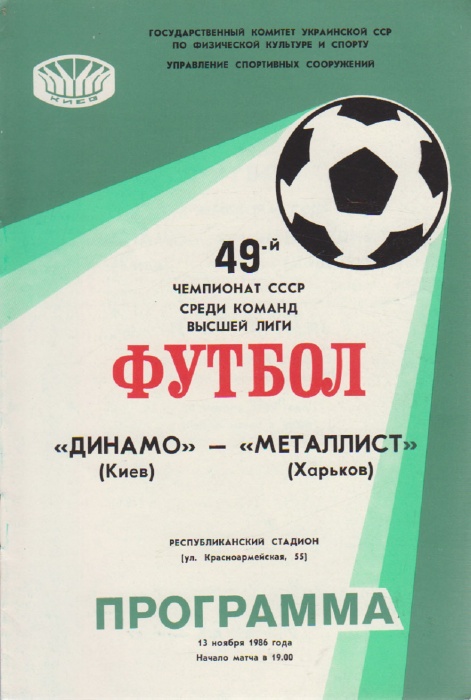 ГОСУДАРСТВЕННЫЙ КОМИТЕТ УКРАИНСКОЙ ССР
ПО ФИЗИЧЕСКОЙ КУЛЬТУРЕ И СПОРТУ
УПРАВЛЕНИЕ СПОРТИВНЫХ СООРУЖЕНИЙ
КИЕВ
49-й
ЧЕМПИОНАТ СССР
СРЕДИ КОМАНД
ВЫСШЕЙ ЛИГИ
ФУТБОЛ
«ДИНАМО» — «МЕТАЛЛИСТ»
(Киев) (Харьков)
РЕСПУБЛИКАНСКИЙ СТАДИОН
[ул. Красноармейская, 55]
ПРОГРАММА
13 ноября 1986 года
Начало матча в 19.00